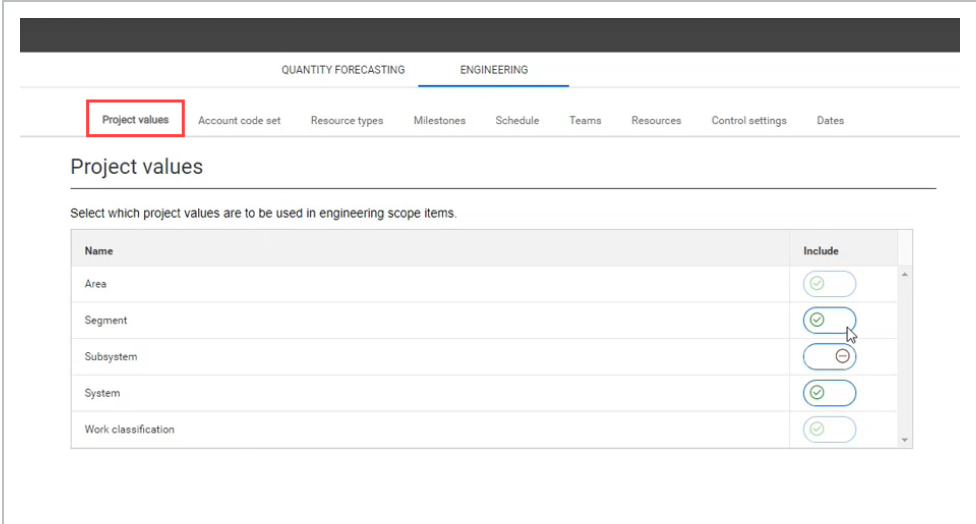 QUANTITY FORECASTING ENGINEERING
Project values Account code set Resource types Milestones Schedule Teams Resources Control settings Dates
Project values
Select which project values are to be used in engineering scope items.
Name Include
Area
Segment
Subsystem
System
Work classification